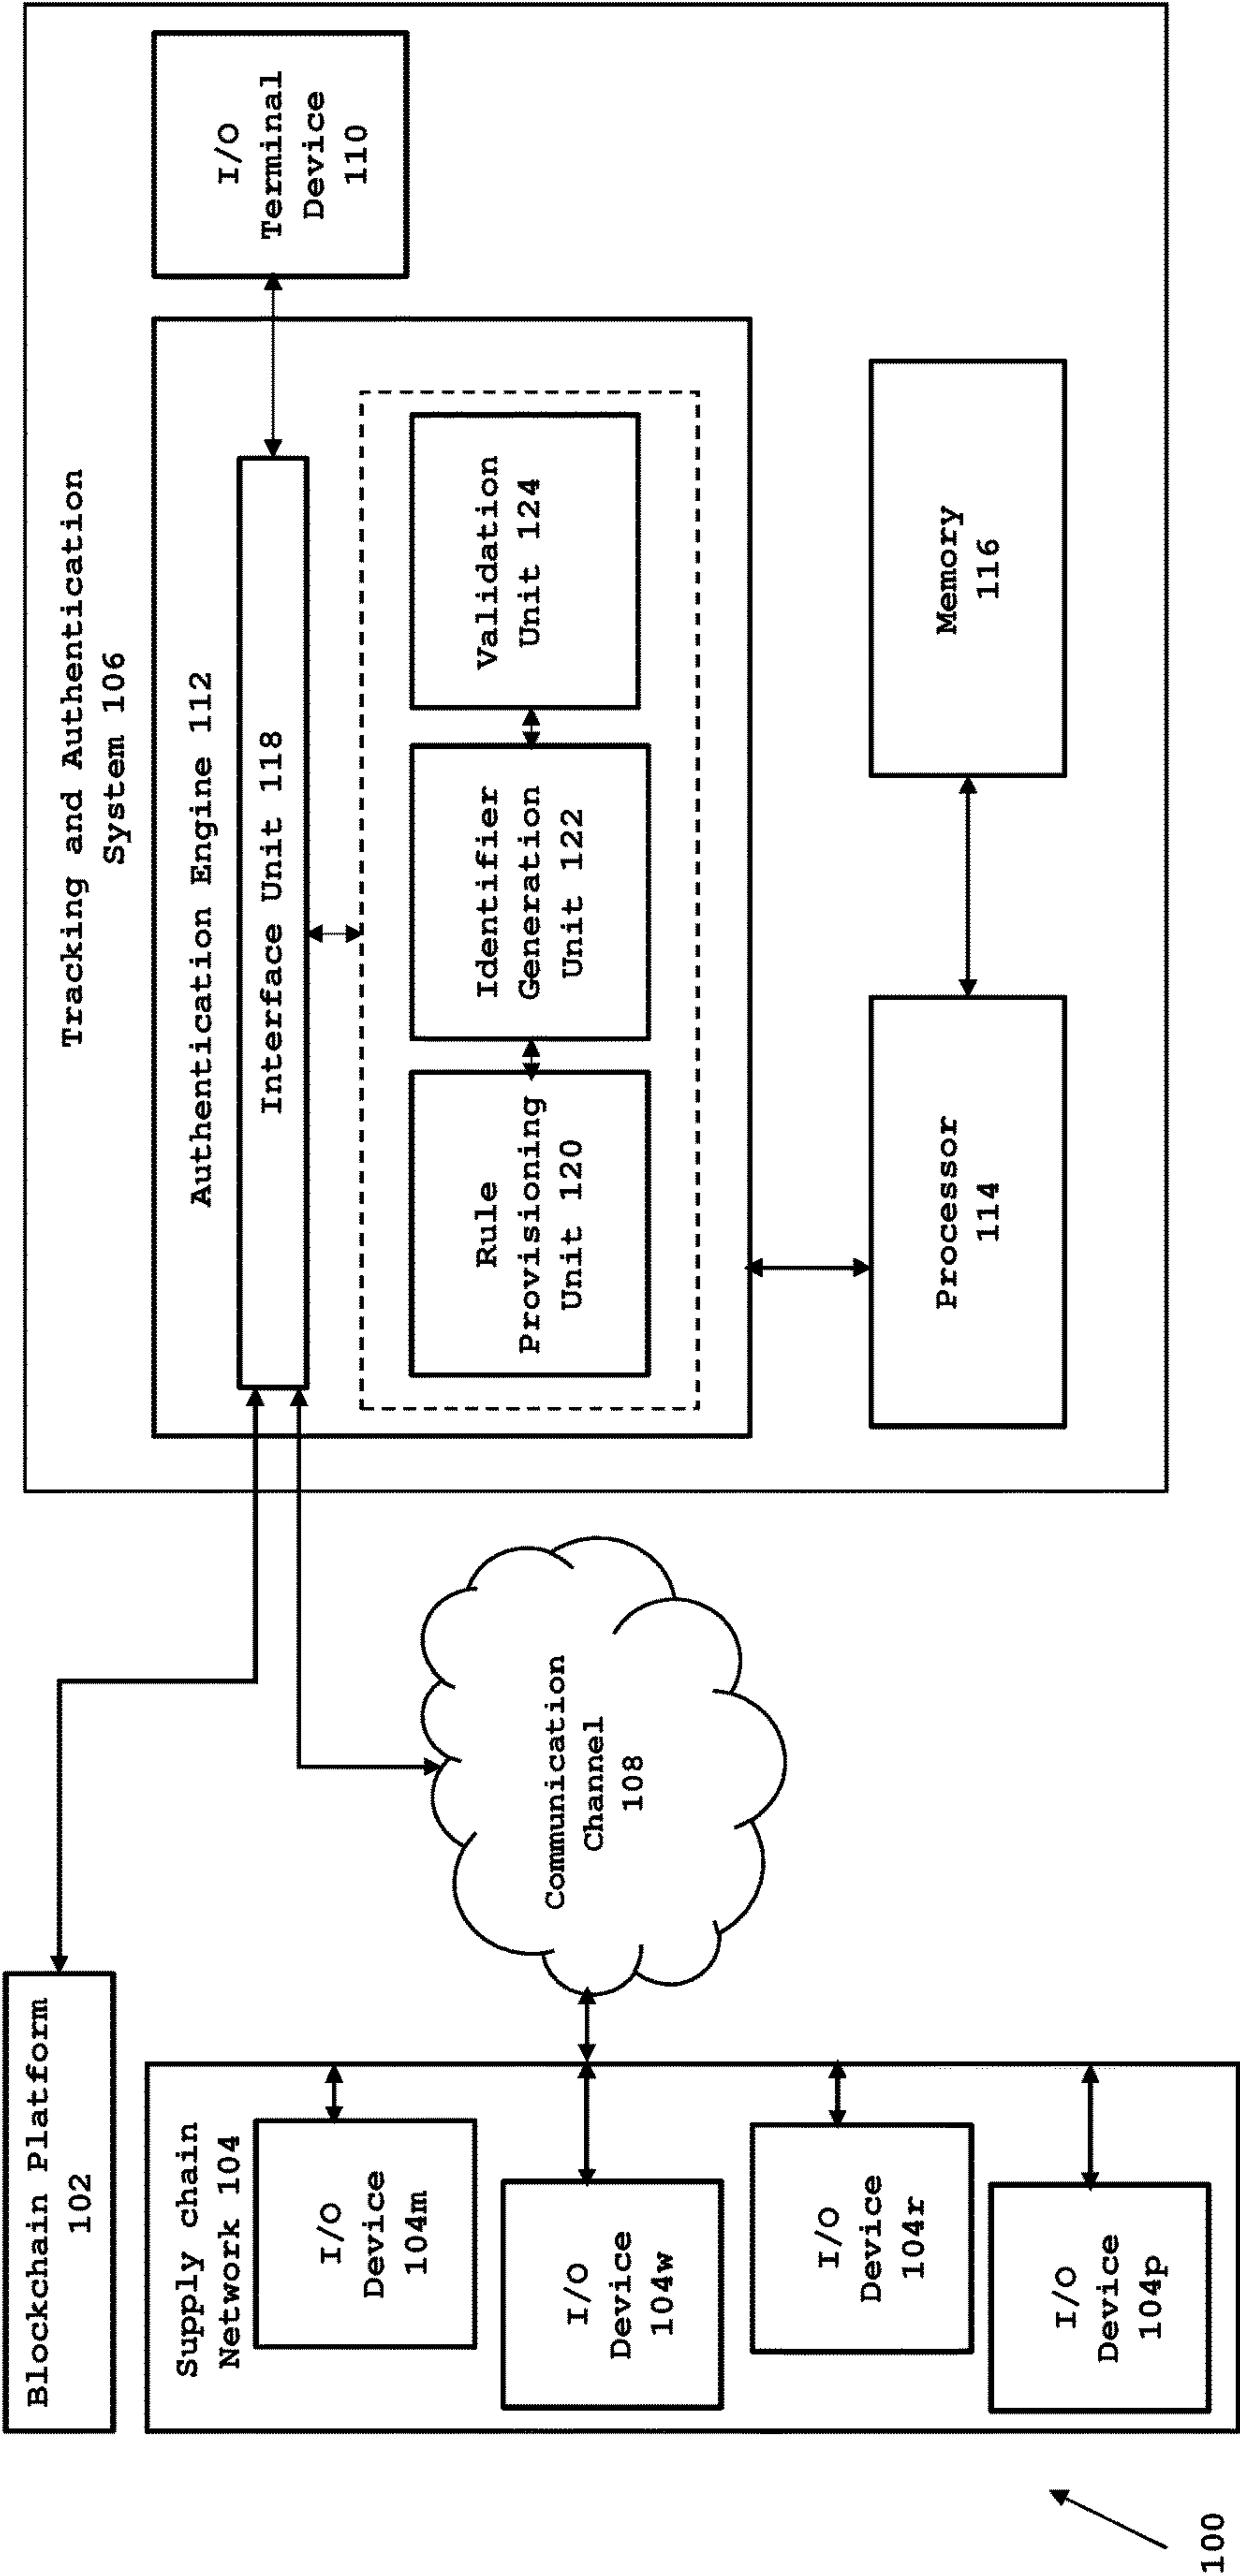 Blockchain Platform
102
Supply chain
Network 104
I/O
Device
104m
I/O
Device
104w
I/O
Device
104r
I/O
Device
104p
Communication
Channel
108
Tracking and Authentication
System 106
Authentication Engine 112
Interface Unit 118
Rule
Provisioning
Unit 120
Identifier
Generation
Unit 122
Validation
Unit 124
I/O
Terminal
Device
110
Processor
114
Memory
116
100